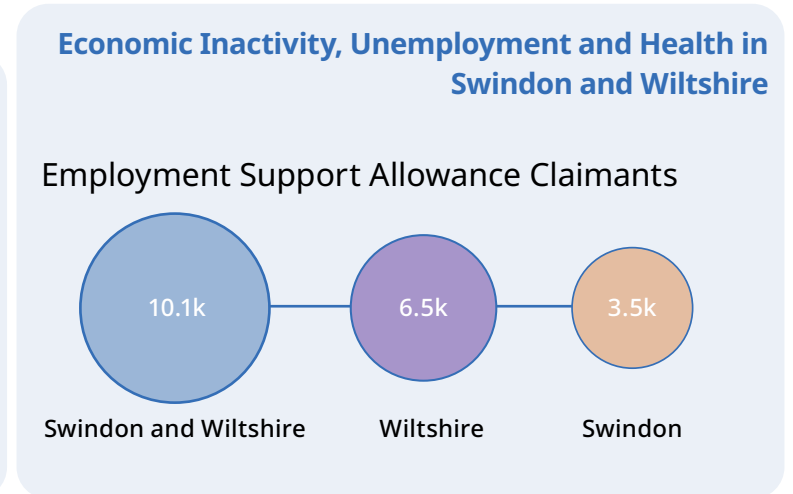 Economic Inactivity, Unemployment and Health in
Swindon and Wiltshire
Employment Support Allowance Claimants
10.1k
6.5k
3.5k
Swindon and Wiltshire
Wiltshire
Swindon